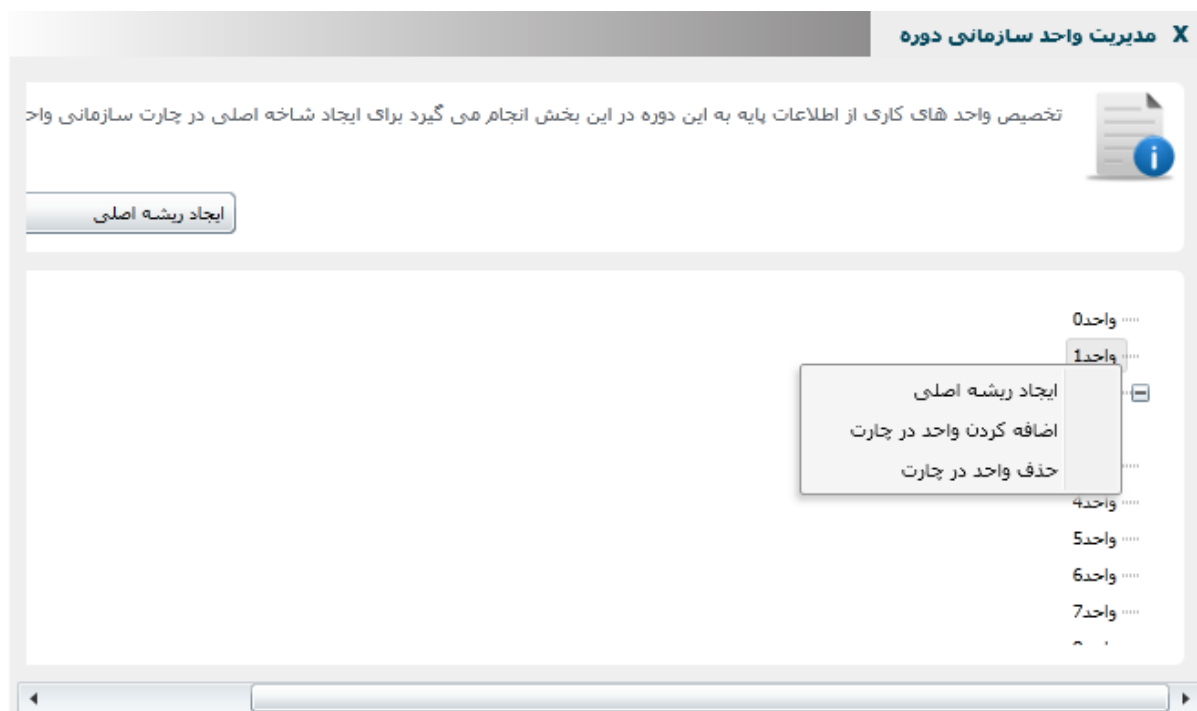 X مدیریت واحد سازمانی دوره
تخصیص واحد های کاری از اطلاعات پایه به این دوره در این بخش انجام می گیرد برای ایجاد شاخه اصلی در چارت سازمانی واح
ایجاد ریشه اصلی
واحد0
واحد1
ایجاد ریشه اصلی
اضافه کردن واحد در چارت
حذف واحد در چارت
واحد4
واحد5
واحد6
واحد7